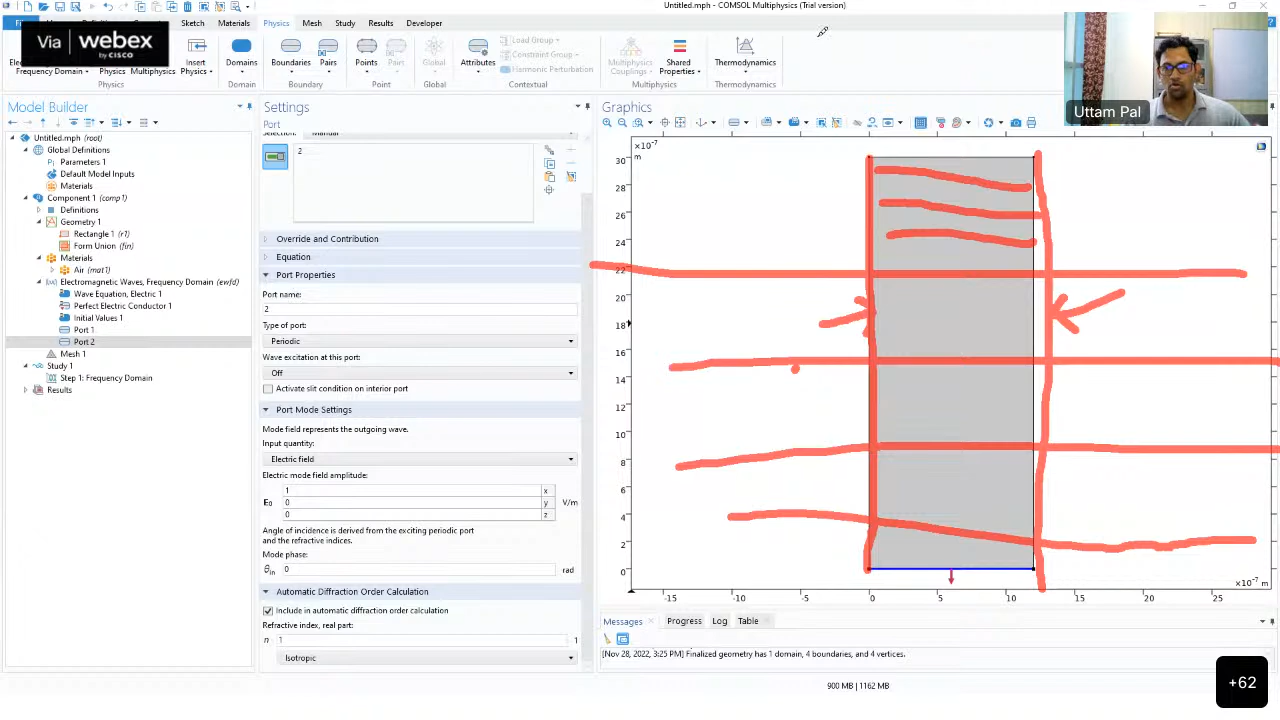 Untitled.mph - COMSOL Multiphysics (Trial version)
Sketch Materials Physics Mesh Study Results Developer
Via webex
by CISCO
Uttam Pal
Frequency Domain Physics Multiphysics
Insert Physics
Physics
Domains
Domain
Boundaries Pairs
Boundary
Points Pairs
Point
Global
Global
Attributes
Load Group
Constraint Group
Harmonic Perturbation
Contextual
Multiphysics Couplings
Shared Properties
Multiphysics
Thermodynamics
Thermodynamics
Model Builder
Untitled.mph (root)
Global Definitions
Parameters 1
Default Model Inputs
Materials
Component 1 (comp1)
Definitions
Geometry 1
Rectangle 1 (r1)
Form Union (fin)
Materials
Air (mat1)
Electromagnetic Waves, Frequency Domain (ewfd)
Wave Equation, Electric 1
Perfect Electric Conductor 1
Initial Values 1
Port 1
Port 2
Mesh 1
Study 1
Step 1: Frequency Domain
Results
Settings
Port
Selection: Manual
2
Override and Contribution
Equation
Port Properties
Port name:
2
Type of port:
Periodic
Wave excitation at this port:
Off
Activate slit condition on interior port
Port Mode Settings
Mode field represents the outgoing wave.
Input quantity:
Electric field
Electric mode field amplitude:
E₀
1 x
0 y
0 z
V/m
Angle of incidence is derived from the exciting periodic port
and the refractive indices.
Mode phase:
θin 0 rad
Automatic Diffraction Order Calculation
Include in automatic diffraction order calculation
Refractive index, real part:
n 1 1
Isotropic
Graphics
×10⁻⁷
m
30
28
26
24
22
20
18
16
14
12
10
8
6
4
2
0
-15 -10 -5 0 5 10 15 20 25
×10⁻⁷ m
Messages Progress Log Table
[Nov 28, 2022, 3:25 PM] Finalized geometry has 1 domain, 4 boundaries, and 4 vertices.
900 MB | 1162 MB
+62